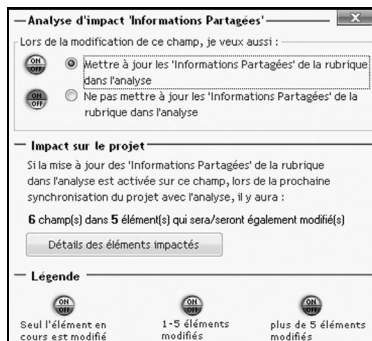 Analyse d'impact 'Informations Partagées'
X
Lors de la modification de ce champ, je veux aussi :
ON
OFF
Mettre à jour les 'Informations Partagées' de la rubrique
dans l'analyse
ON
OFF
Ne pas mettre à jour les 'Informations Partagées' de la
rubrique dans l'analyse
Impact sur le projet
Si la mise à jour des 'Informations Partagées' de la rubrique
dans l'analyse est activée sur ce champ, lors de la prochaine
synchronisation du projet avec l'analyse, il y aura :
6 champ(s) dans 5 élément(s) qui sera/seront également modifié(s)
Détails des éléments impactés
Légende
ON
OFF
ON
OFF
ON
OFF
Seul l'élément en
cours est modifié
1-5 éléments
modifiés
plus de 5 éléments
modifiés